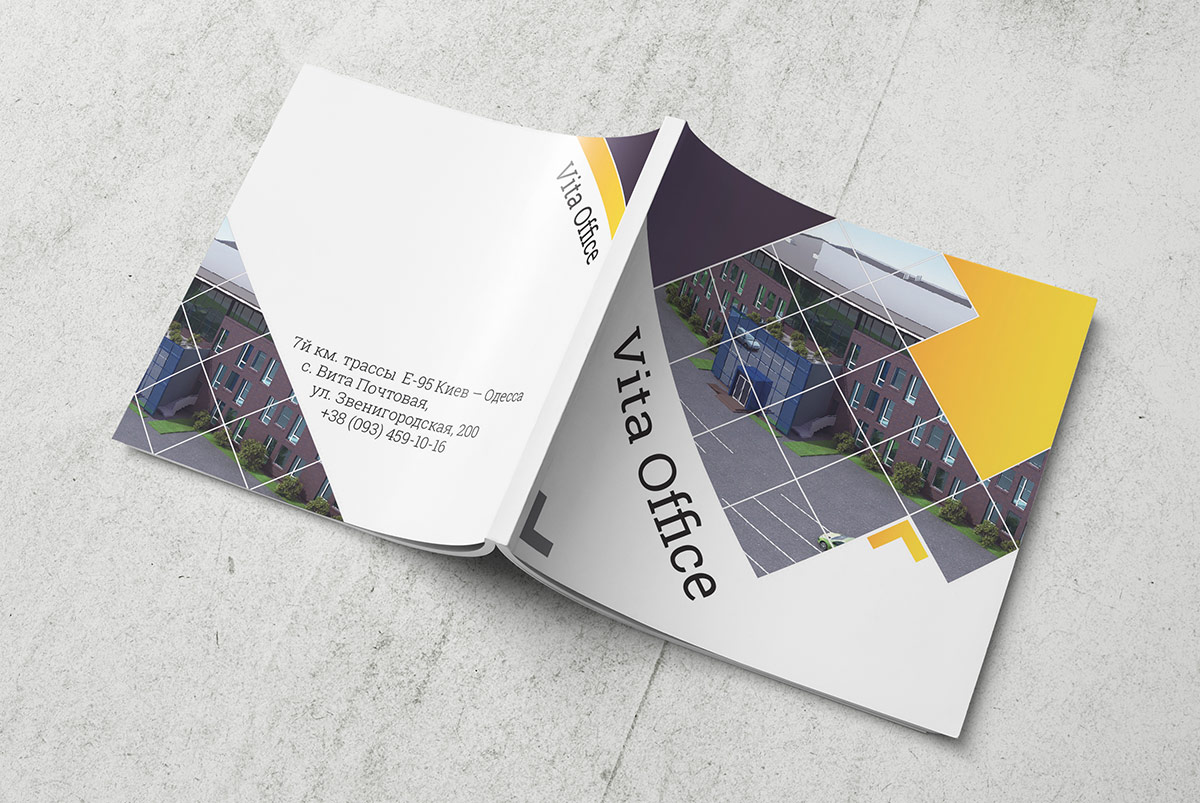 Vita Office
7й км. трассы Е-95 Киев – Одесса
с. Вита Почтовая,
ул. Звенигородская, 200
+38 (093) 459-10-16
Vita Office